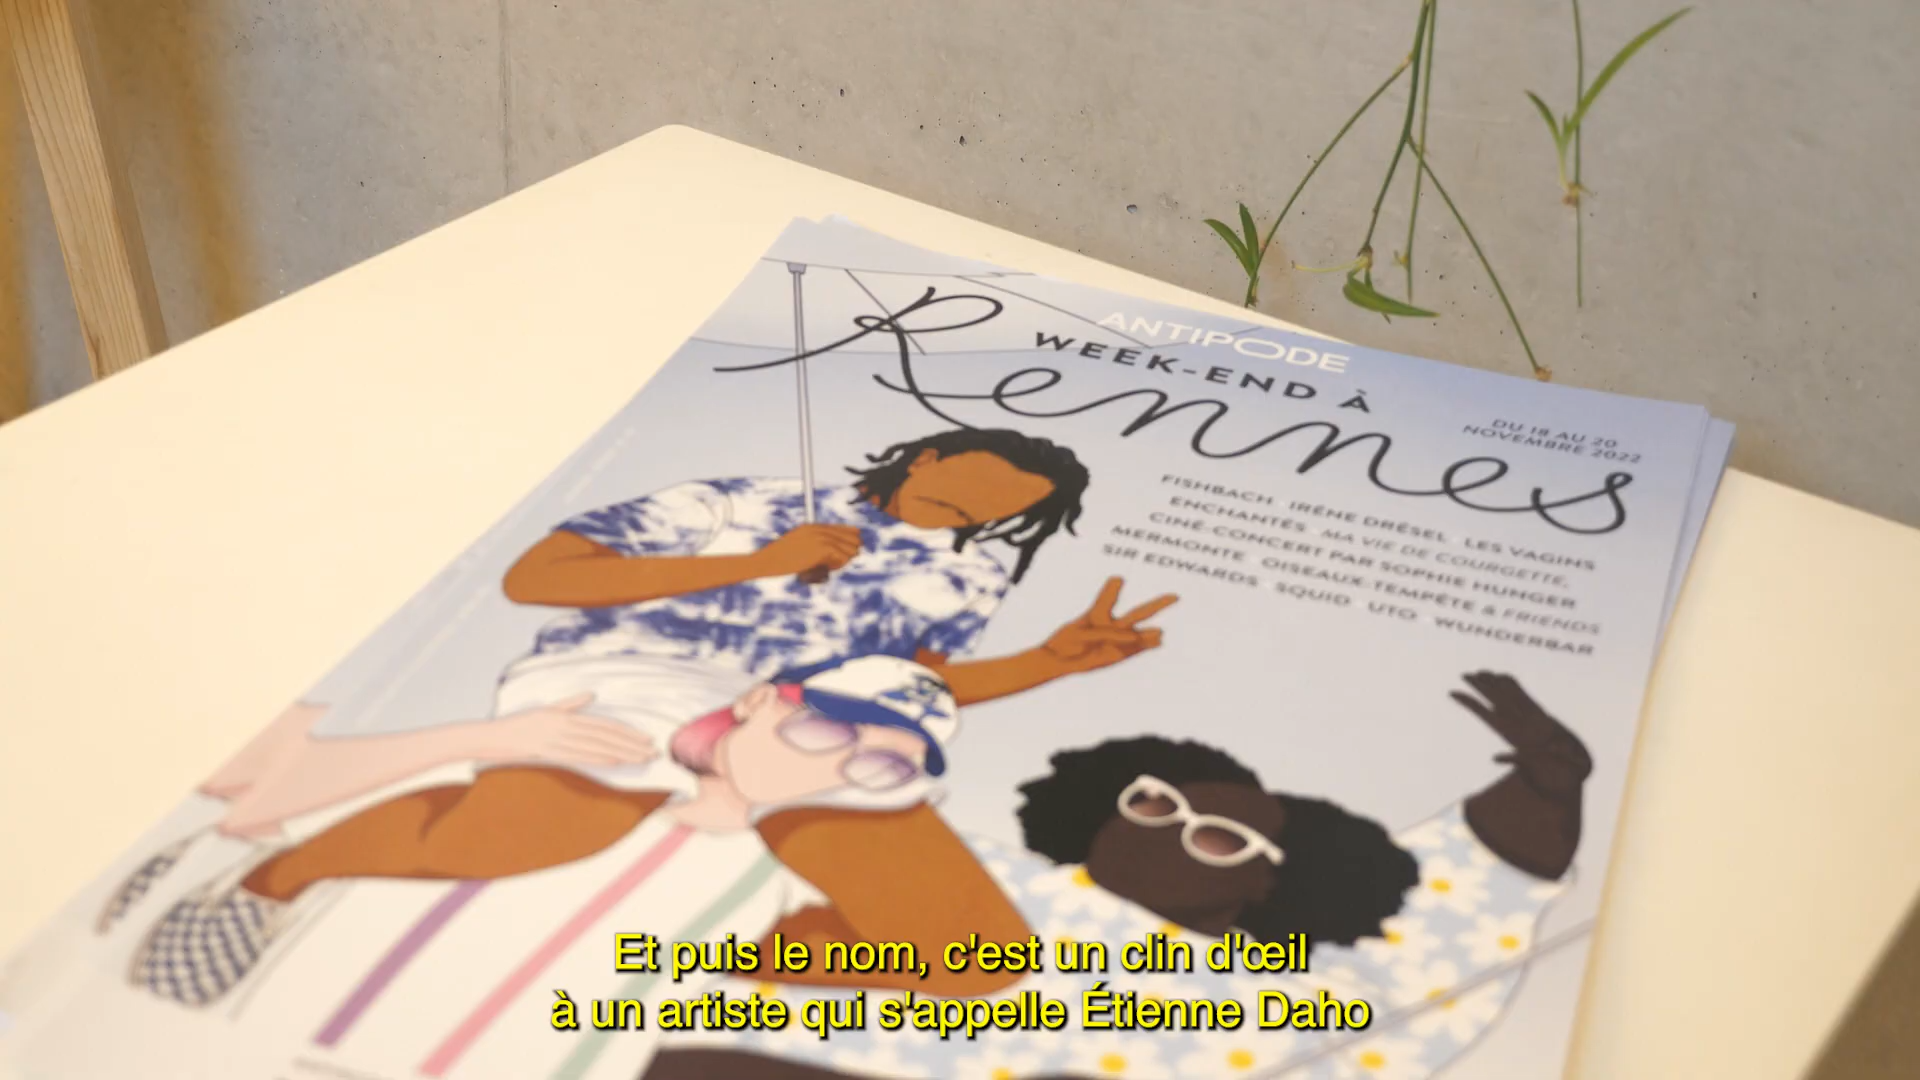 ANTIPODE
WEEK-END À
Rennes
DU 18 AU 20
NOVEMBRE 2022
FISHBACH · IRÈNE DRÉSEL · LES VAGINS
ENCHANTÉS · MA VIE DE COURGETTE,
CINÉ-CONCERT PAR SOPHIE HUNGER
MERMONTE · OISEAUX-TEMPÊTE & FRIENDS
SIR EDWARDS · SQUID · UTO · WUNDERBAR
Et puis le nom, c'est un clin d'œil
à un artiste qui s'appelle Étienne Daho